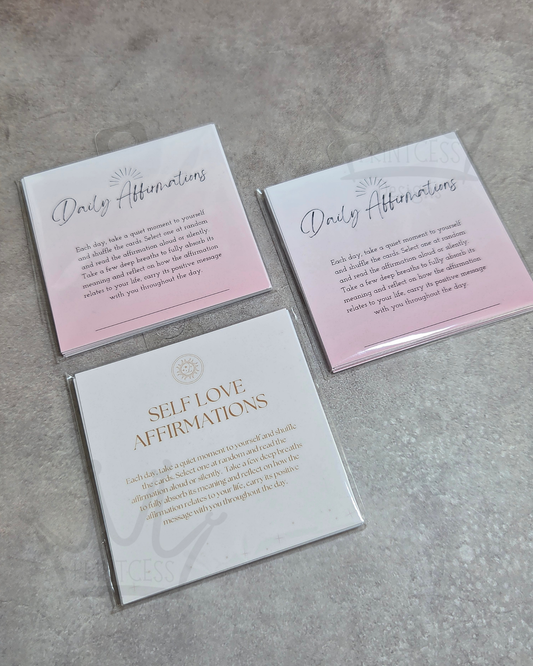 Daily Affirmations
Each day, take a quiet moment to yourself
and shuffle the cards. Select one at random
and read the affirmation aloud or silently.
Take a few deep breaths to fully absorb its
meaning and reflect on how the affirmation
relates to your life, carry its positive message
with you throughout the day.
Daily Affirmations
Each day, take a quiet moment to yourself
and shuffle the cards. Select one at random
and read the affirmation aloud or silently.
Take a few deep breaths to fully absorb its
meaning and reflect on how the affirmation
relates to your life, carry its positive message
with you throughout the day.
SELF LOVE
AFFIRMATIONS
Each day, take a quiet moment to yourself and shuffle
the cards. Select one at random and read the
affirmation aloud or silently. Take a few deep breaths
to fully absorb its meaning and reflect on how the
affirmation relates to your life, carry its positive
message with you throughout the day.
PRINTCESS